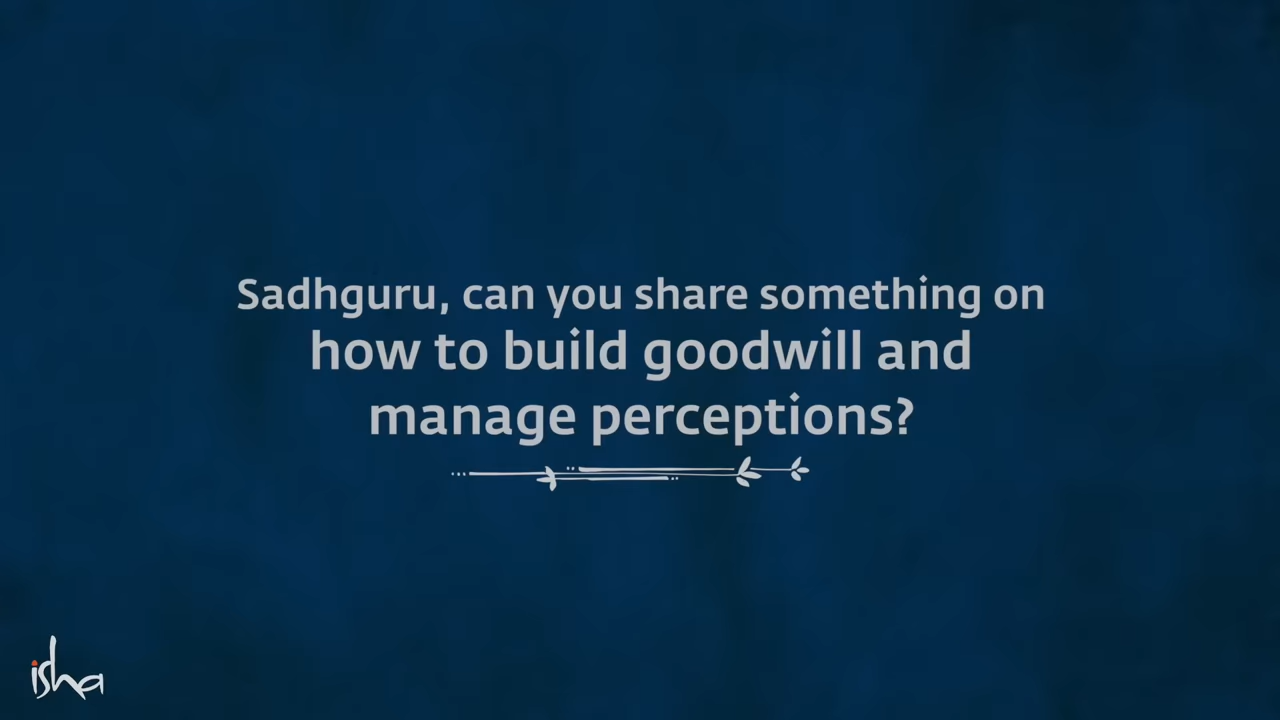 Sadhguru, can you share something on
how to build goodwill and
manage perceptions?
isha